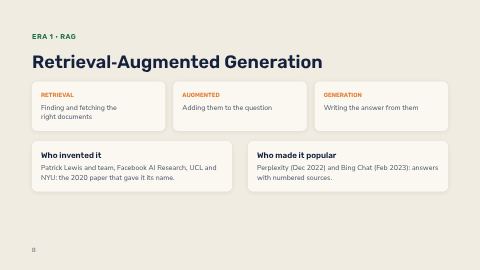 ERA 1 • RAG
Retrieval-Augmented Generation
RETRIEVAL
Finding and fetching the
right documents
AUGMENTED
Adding them to the question
GENERATION
Writing the answer from them
Who invented it
Patrick Lewis and team, Facebook AI Research, UCL and
NYU: the 2020 paper that gave it its name.
Who made it popular
Perplexity (Dec 2022) and Bing Chat (Feb 2023): answers
with numbered sources.
8